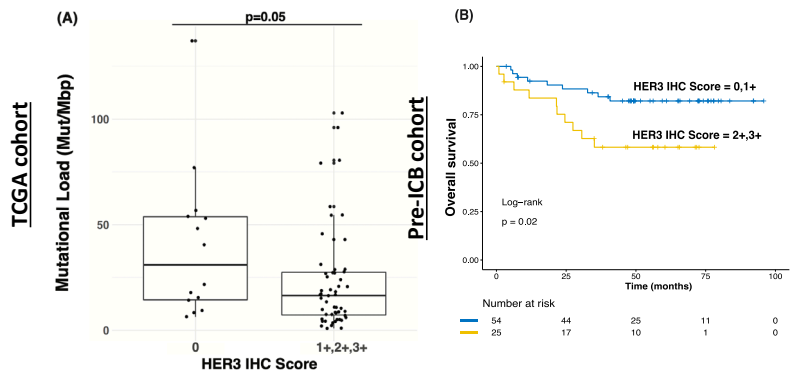 (A)
p=0.05
TCGA cohort
Mutational Load (Mut/Mbp)
100
50
0
0
1+,2+,3+
HER3 IHC Score
(B)
Pre-ICB cohort
Overall survival
1.00
0.75
0.50
0.25
0.00
HER3 IHC Score = 0,1+
HER3 IHC Score = 2+,3+
Log-rank
p = 0.02
0 25 50 75 100
Time (months)
Number at risk
54 44 25 11 0
25 17 10 1 0